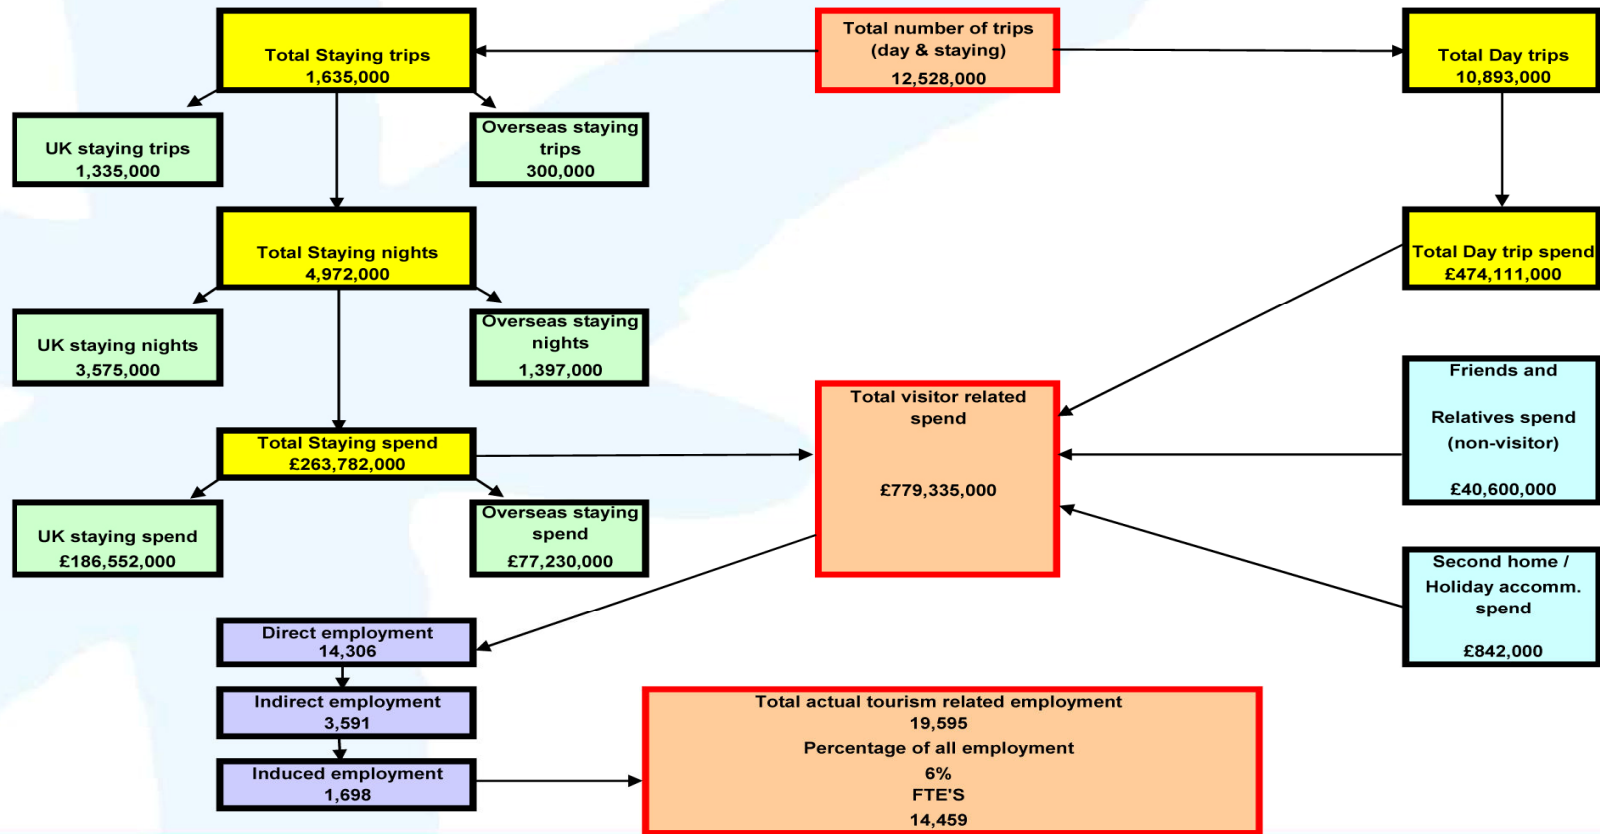 Total Staying trips
1,635,000
Total number of trips
(day & staying)
12,528,000
Total Day trips
10,893,000
UK staying trips
1,335,000
Overseas staying
trips
300,000
Total Staying nights
4,972,000
Total Day trip spend
£474,111,000
UK staying nights
3,575,000
Overseas staying
nights
1,397,000
Friends and
Relatives spend
(non-visitor)
£40,600,000
Total visitor related
spend
£779,335,000
Total Staying spend
£263,782,000
UK staying spend
£186,552,000
Overseas staying
spend
£77,230,000
Second home /
Holiday accomm.
spend
£842,000
Direct employment
14,306
Indirect employment
3,591
Induced employment
1,698
Total actual tourism related employment
19,595
Percentage of all employment
6%
FTE'S
14,459